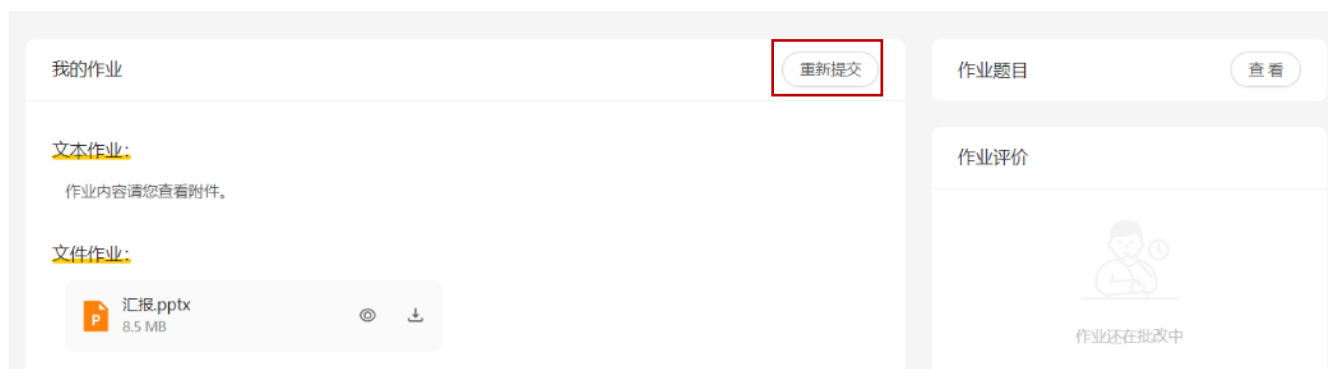 我的作业
重新提交
作业题目
查看
文本作业：
作业内容请您查看附件。
作业评价
文件作业：
P
汇报.pptx
8.5 MB
作业还在批改中